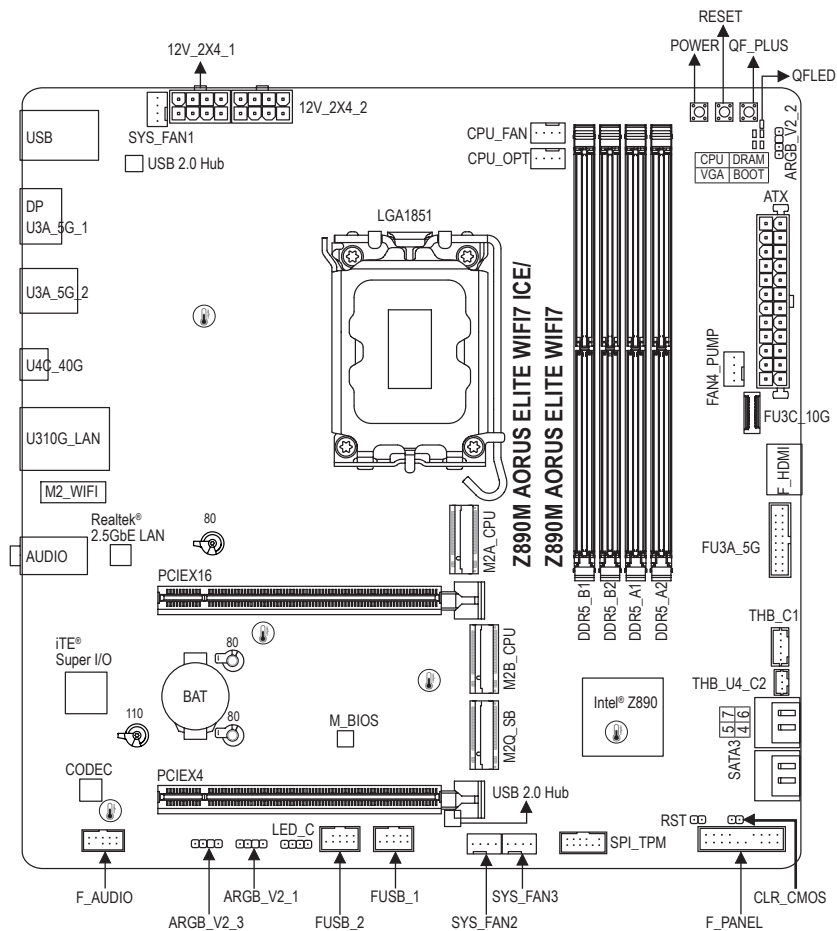 RESET
POWER
QF_PLUS
12V_2X4_1
QFLED
12V_2X4_2
ARGB_V2_2
SYS_FAN1
USB
CPU_FAN
USB 2.0 Hub
CPU_OPT
CPU DRAM
VGA BOOT
ATX
DP
U3A_5G_1
LGA1851
U3A_5G_2
Z890M AORUS ELITE WIFI7 ICE/
Z890M AORUS ELITE WIFI7
U4C_40G
FAN4_PUMP
FU3C_10G
U310G_LAN
F_HDMI
M2_WIFI
Realtek®
2.5GbE LAN
80
M2A_CPU
AUDIO
FU3A_5G
PCIEX16
DDR5_B1
DDR5_B2
DDR5_A1
DDR5_A2
THB_C1
iTE®
Super I/O
80
M2B_CPU
THB_U4_C2
BAT
Intel® Z890
110
80
M_BIOS
M2Q_SB
5 7
4 6
SATA3
CODEC
PCIEX4
USB 2.0 Hub
RST
LED_C
SPI_TPM
F_AUDIO
ARGB_V2_1
FUSB_1
SYS_FAN3
CLR_CMOS
ARGB_V2_3
FUSB_2
SYS_FAN2
F_PANEL